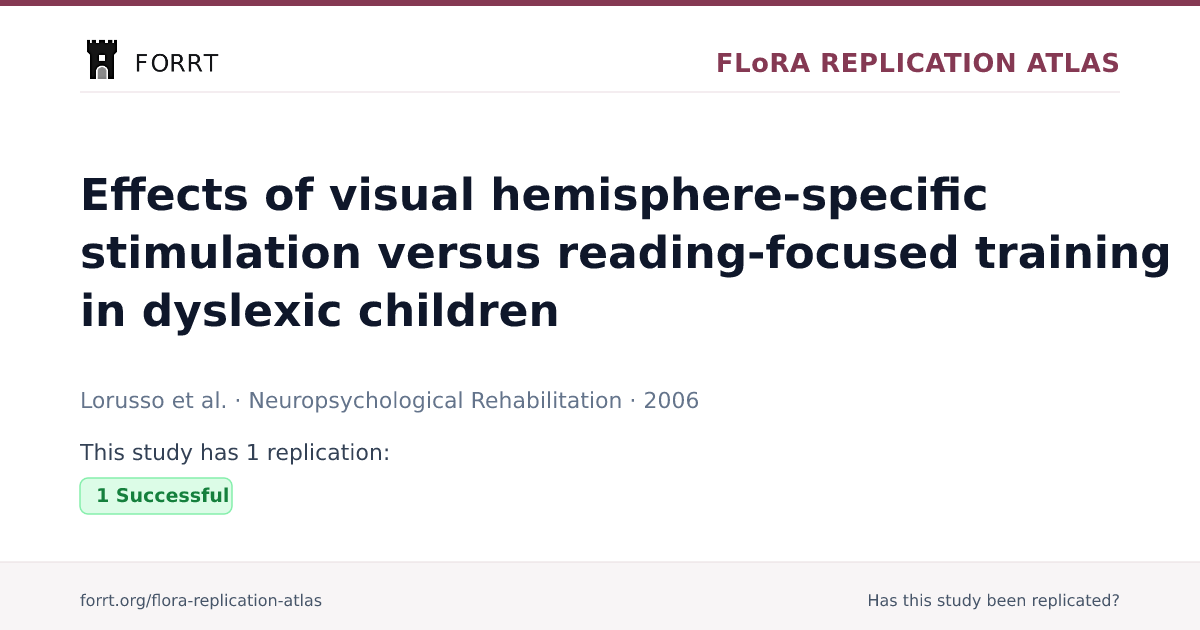 FORRT
FLoRA REPLICATION ATLAS
Effects of visual hemisphere-specific
stimulation versus reading-focused training
in dyslexic children
Lorusso et al. · Neuropsychological Rehabilitation · 2006
This study has 1 replication:
1 Successful
forrt.org/flora-replication-atlas
Has this study been replicated?